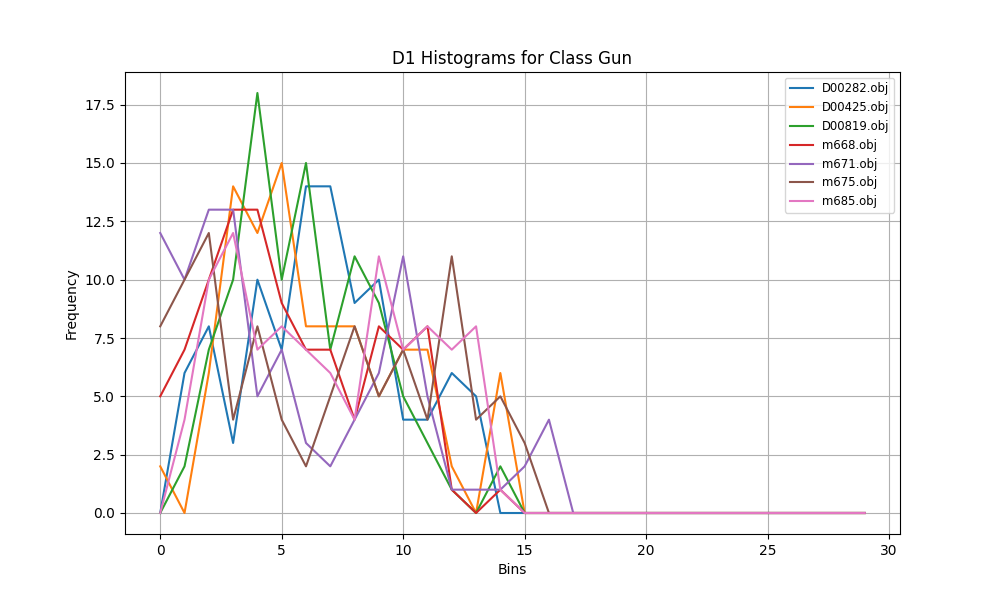 D1 Histograms for Class Gun
D00282.obj
D00425.obj
D00819.obj
m668.obj
m671.obj
m675.obj
m685.obj
17.5
15.0
12.5
10.0
7.5
5.0
2.5
0.0
Frequency
0 5 10 15 20 25 30
Bins